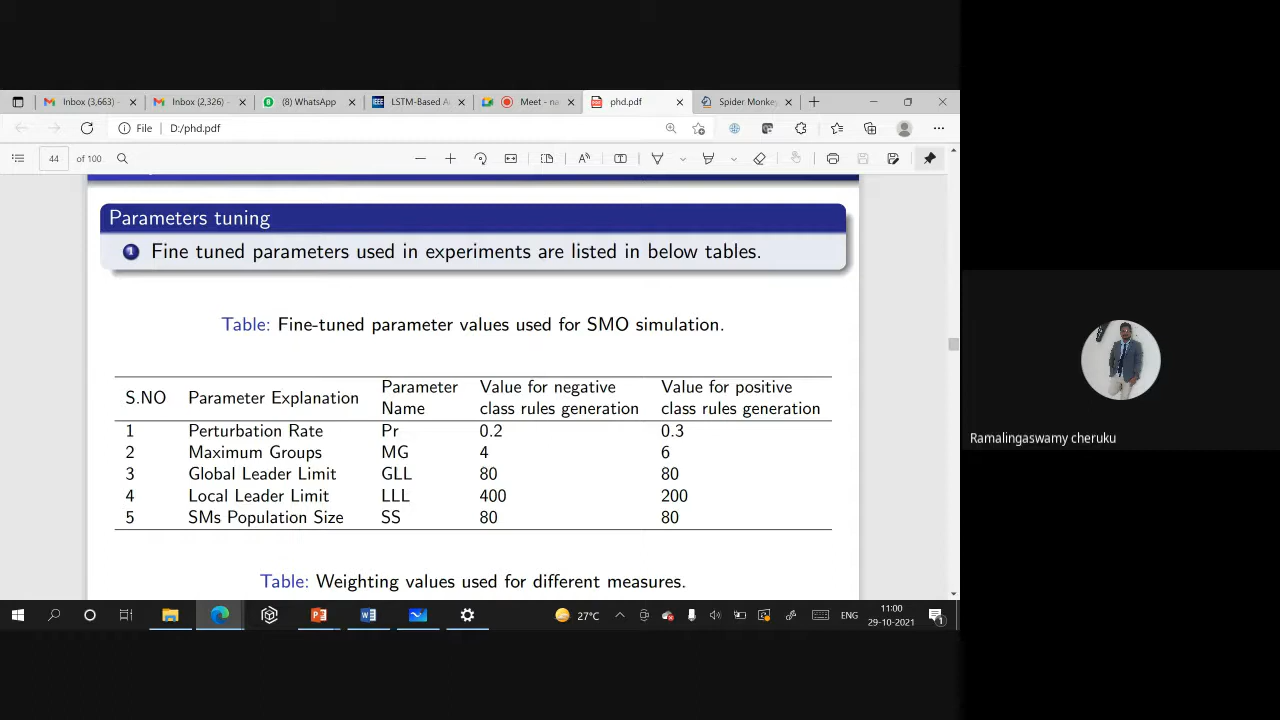 Inbox (3,663) -
Inbox (2,326) -
(8) WhatsApp
LSTM-Based A
Meet - na
phd.pdf
Spider Monke
File D:/phd.pdf
44 of 100
Parameters tuning
1 Fine tuned parameters used in experiments are listed in below tables.
Table: Fine-tuned parameter values used for SMO simulation.
S.NO Parameter Explanation Parameter Name Value for negative class rules generation Value for positive class rules generation
1 Perturbation Rate Pr 0.2 0.3
2 Maximum Groups MG 4 6
3 Global Leader Limit GLL 80 80
4 Local Leader Limit LLL 400 200
5 SMs Population Size SS 80 80
Table: Weighting values used for different measures.
27°C
ENG
11:00
29-10-2021
Ramalingaswamy cheruku